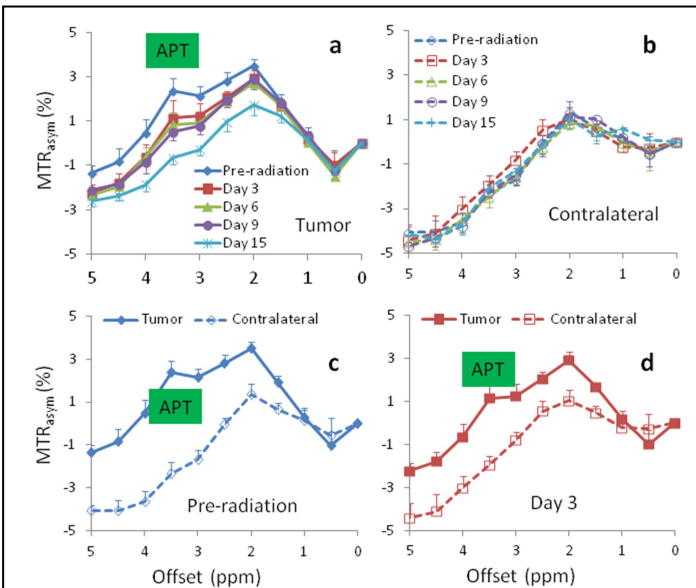 5
3
1
-1
-3
-5
MTRasym (%)
APT
a
Pre-radiation
Day 3
Day 6
Day 9
Day 15
Tumor
5 4 3 2 1 0
5
3
1
-1
-3
-5
b
Pre-radiation
Day 3
Day 6
Day 9
Day 15
Contralateral
5 4 3 2 1 0
Tumor Contralateral
5
3
1
-1
-3
-5
MTRasym (%)
c
APT
Pre-radiation
5 4 3 2 1 0
Offset (ppm)
Tumor Contralateral
5
3
1
-1
-3
-5
d
APT
Day 3
5 4 3 2 1 0
Offset (ppm)